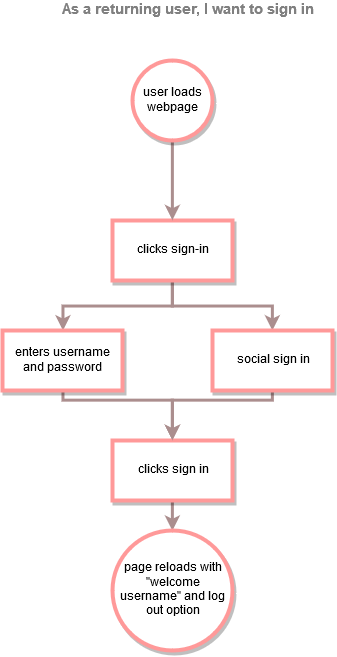 As a returning user, I want to sign in
user loads
webpage
clicks sign-in
enters username
and password
social sign in
clicks sign in
page reloads with
"welcome
username" and log
out option